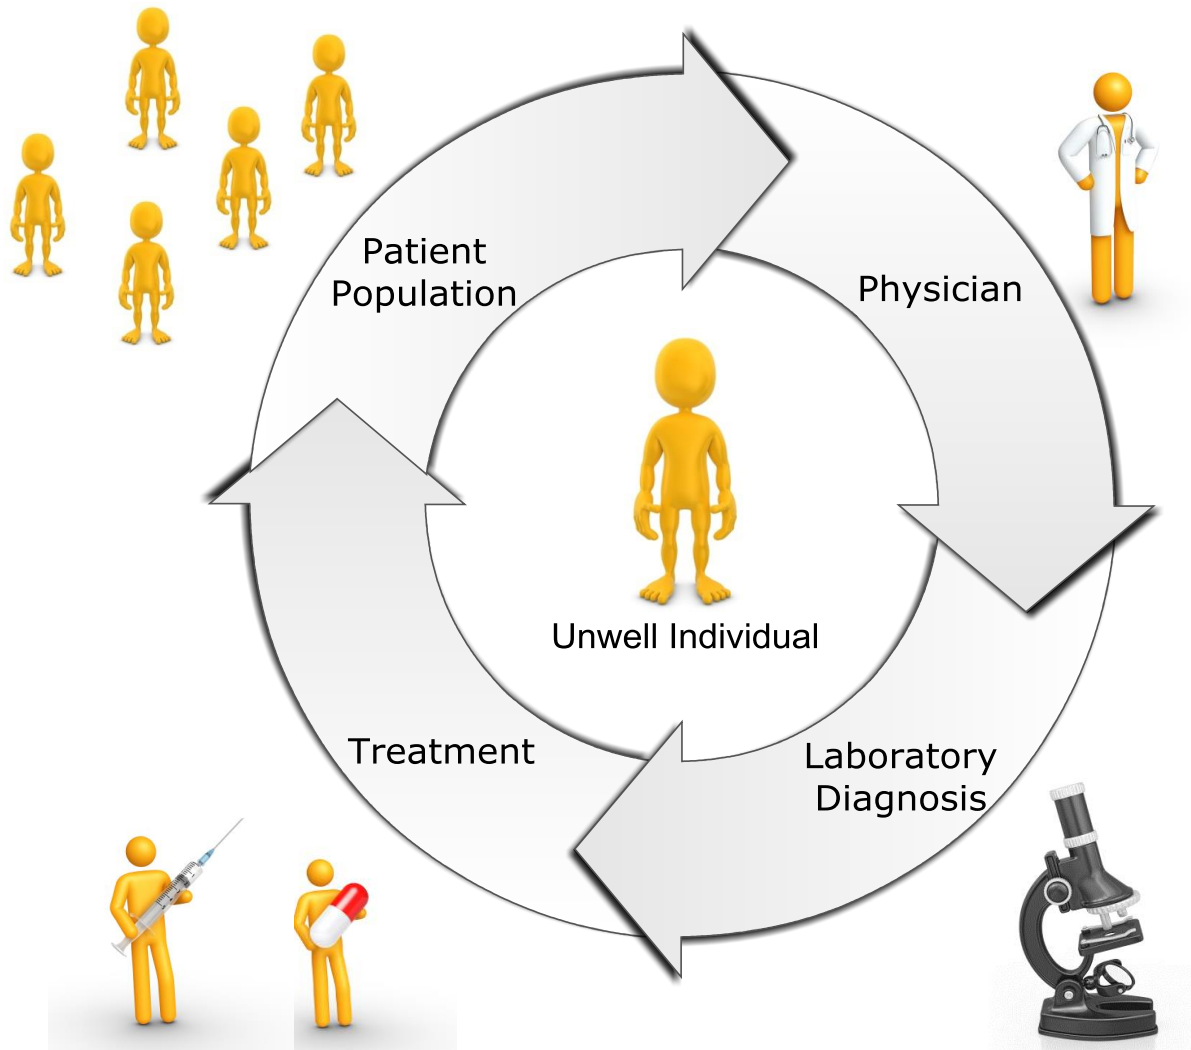 Patient
Population
Physician
Unwell Individual
Treatment
Laboratory
Diagnosis